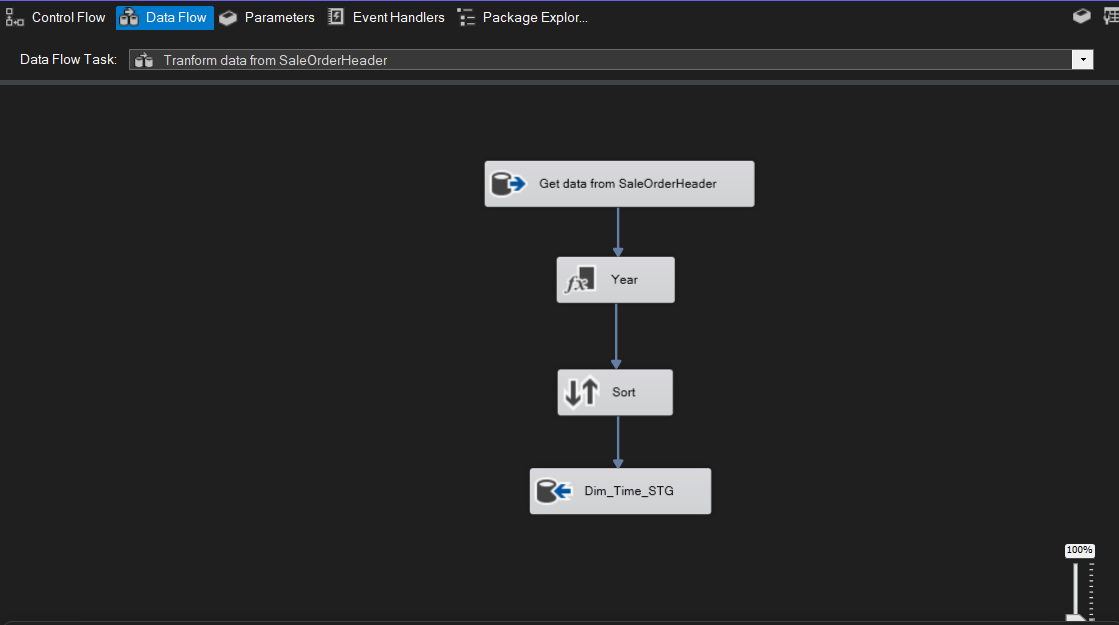 Control Flow Data Flow Parameters Event Handlers Package Explor...
Data Flow Task: Tranform data from SaleOrderHeader
Get data from SaleOrderHeader
fx Year
Sort
Dim_Time_STG
100%